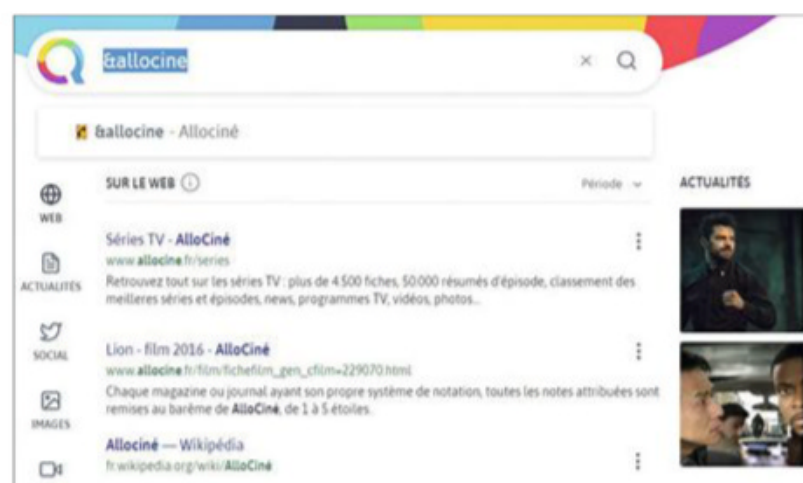 &allocine
&allocine - Allociné
SUR LE WEB
Période
ACTUALITÉS
WEB
Séries TV - AlloCiné
www.allocine.fr/series
Retrouvez tout sur les séries TV : plus de 4.500 fiches, 50.000 résumés d'épisode, classement des
meilleres séries et épisodes, news, programmes TV, vidéos, photos...
ACTUALITÉS
SOCIAL
Lion - film 2016 - AlloCiné
www.allocine.fr/film/fichefilm_gen_cfilm=229070.html
Chaque magazine ou journal ayant son propre système de notation, toutes les notes attribuées sont
remises au barême de AlloCiné, de 1 à 5 étoiles.
IMAGES
Allociné — Wikipédia
fr.wikipedia.org/wiki/AlloCiné